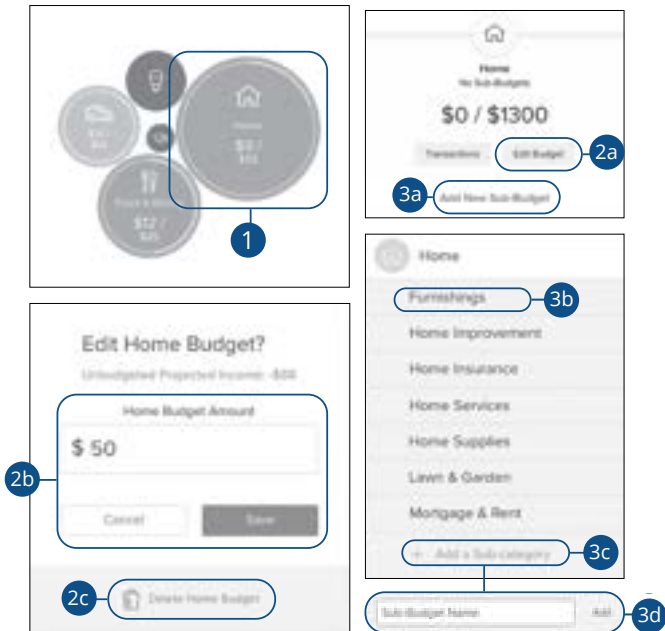 Home
$12 /
1
Home
No Sub-Budgets
$0 / $1300
Transactions
Edit Budget
2a
3a
Add New Sub-Budget
Edit Home Budget?
Unbudgeted Projected Income:
Home Budget Amount
$ 50
2b
Cancel
Save
2c
Delete Home Budget
Home
Furnishings
3b
Home Improvement
Home Insurance
Home Services
Home Supplies
Lawn & Garden
Mortgage & Rent
+ Add a Sub-category
3c
Sub-Budget Name
Add
3d